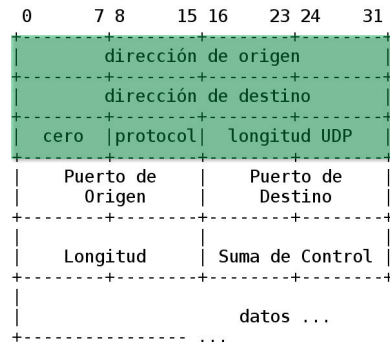 0 7 8 15 16 23 24 31
+--------+--------+--------+--------+
| dirección de origen |
+--------+--------+--------+--------+
| dirección de destino |
+--------+--------+--------+--------+
| cero |protocol| longitud UDP |
+--------+--------+--------+--------+
| Puerto de | Puerto de |
| Origen | Destino |
+--------+--------+--------+--------+
| | |
| Longitud | Suma de Control |
+--------+--------+--------+--------+
|
| datos ...
+---------------- ...